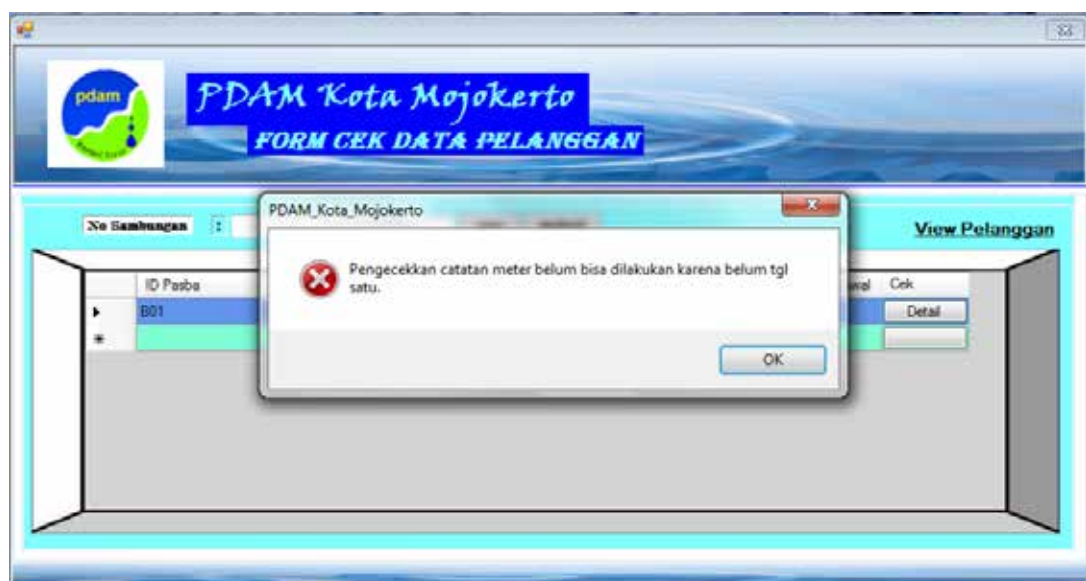 pdam
PDAM Kota Mojokerto
FORM CEK DATA PELANGGAN
PDAM_Kota_Mojokerto
No Sambungan :
View Pelanggan
Pengecekkan catatan meter belum bisa dilakukan karena belum tgl
satu.
ID Pasba
Cek
B01
Detail
OK